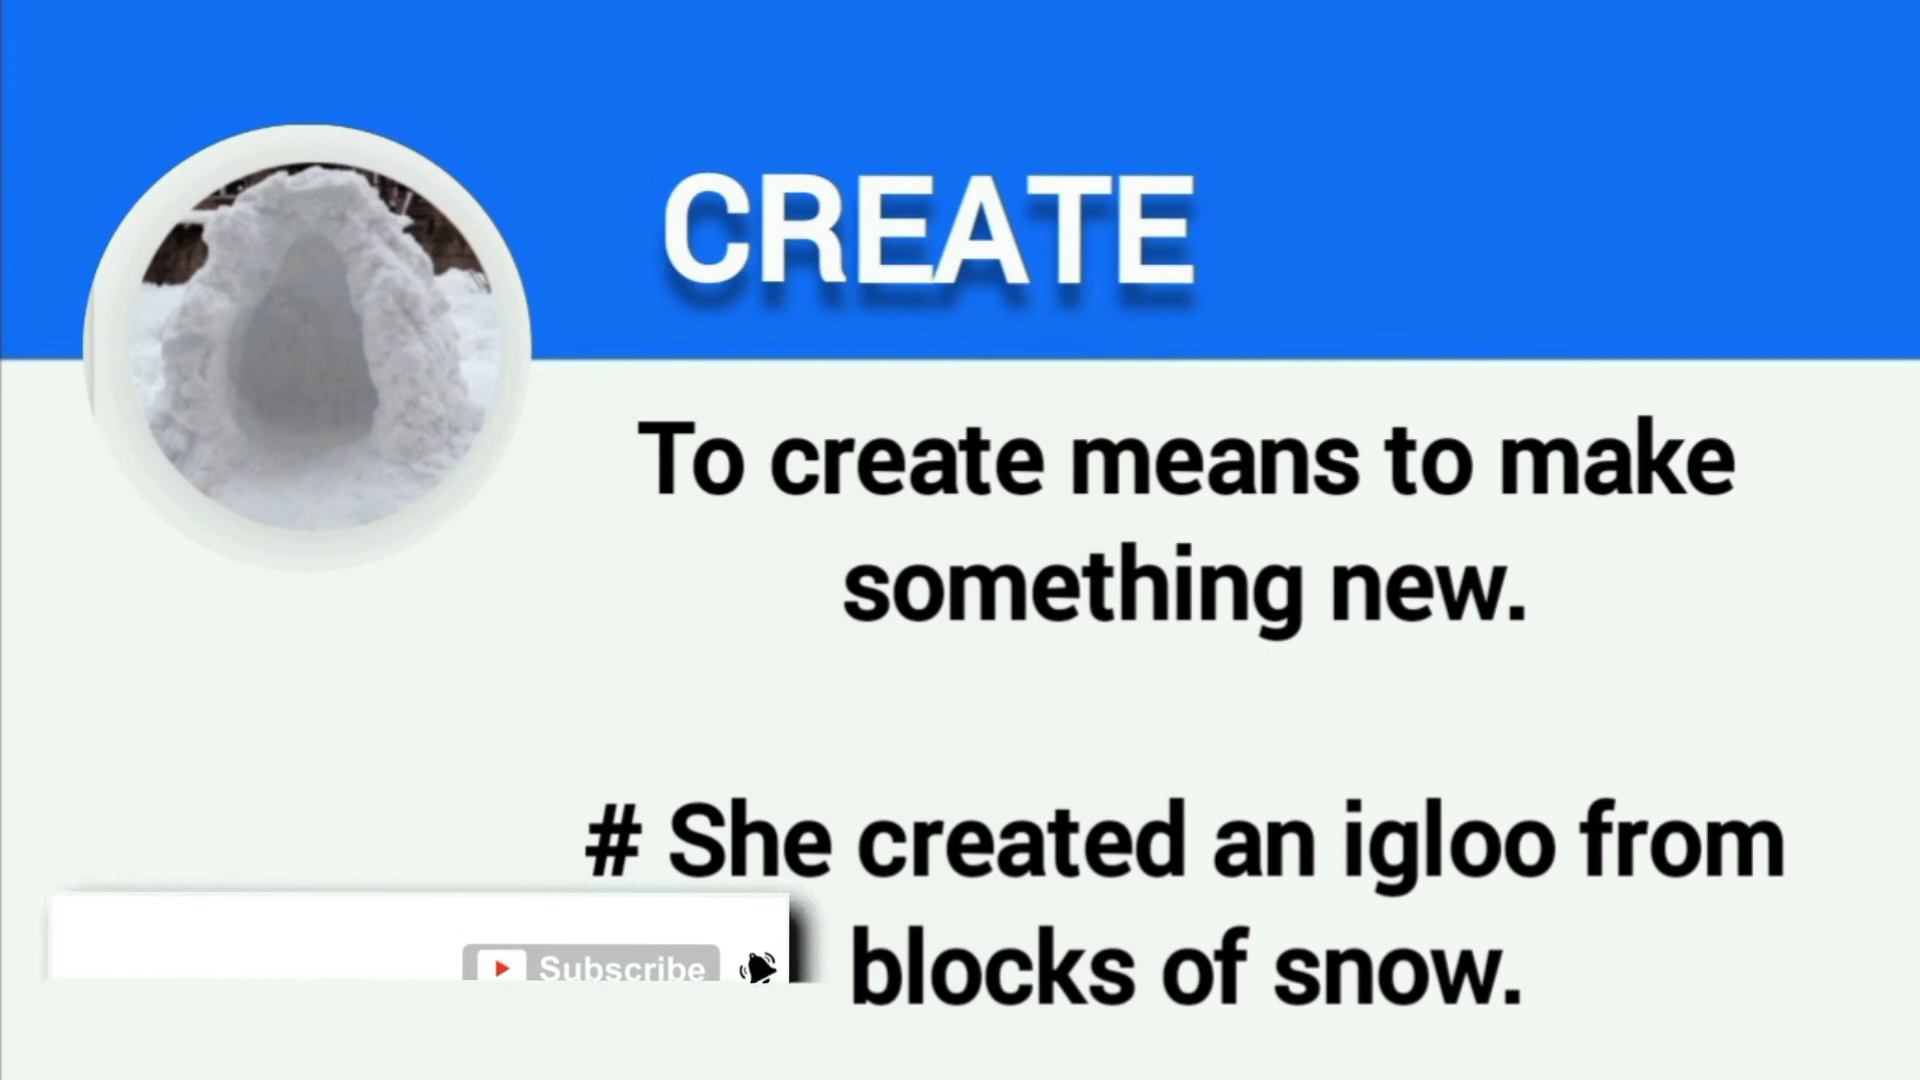 CREATE
To create means to make
something new.
# She created an igloo from
blocks of snow.
Subscribe